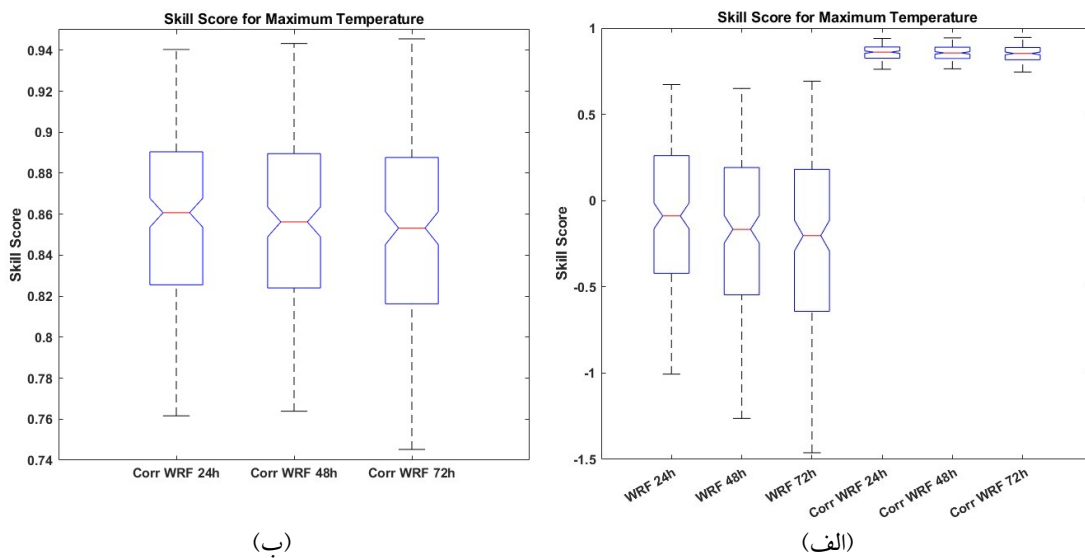 Skill Score for Maximum Temperature
Skill Score
0.94
0.92
0.9
0.88
0.86
0.84
0.82
0.8
0.78
0.76
0.74
Corr WRF 24h
Corr WRF 48h
Corr WRF 72h
(ب)
Skill Score for Maximum Temperature
Skill Score
1
0.5
0
-0.5
-1
-1.5
WRF 24h
WRF 48h
WRF 72h
Corr WRF 24h
Corr WRF 48h
Corr WRF 72h
(الف)